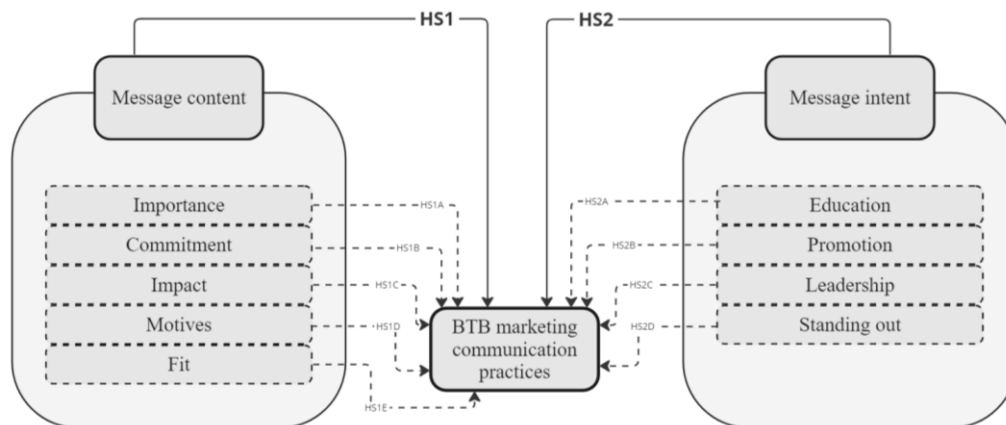 HS1
HS2
Message content
Message intent
Importance
HS1A
HS2A
Education
Commitment
HS1B
HS2B
Promotion
Impact
HS1C
HS2C
Leadership
Motives
HS1D
HS2D
Standing out
BTB marketing
communication
practices
Fit
HS1E